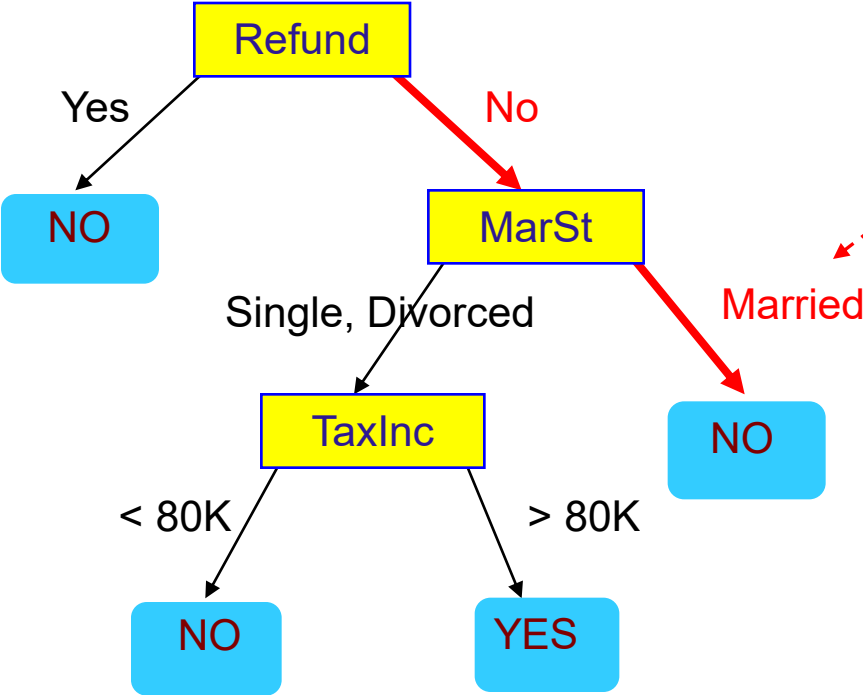 Refund
Yes
No
NO
MarSt
Single, Divorced
Married
TaxInc
NO
< 80K
> 80K
NO
YES